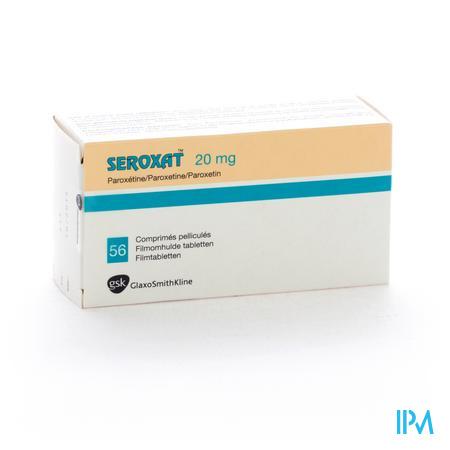 SEROXAT™ 20 mg
Paroxétine/Paroxetine/Paroxetin
56
Comprimés pelliculés
Filmomhulde tabletten
Filmtabletten
gsk GlaxoSmithKline
IPM